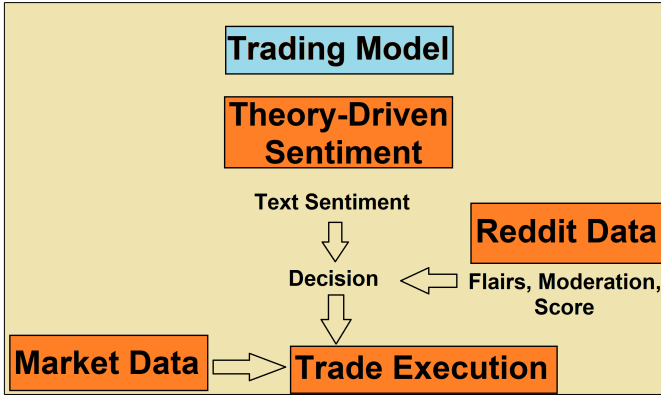 Trading Model
Theory-Driven
Sentiment
Text Sentiment
Reddit Data
Decision
Flairs, Moderation,
Score
Market Data
Trade Execution